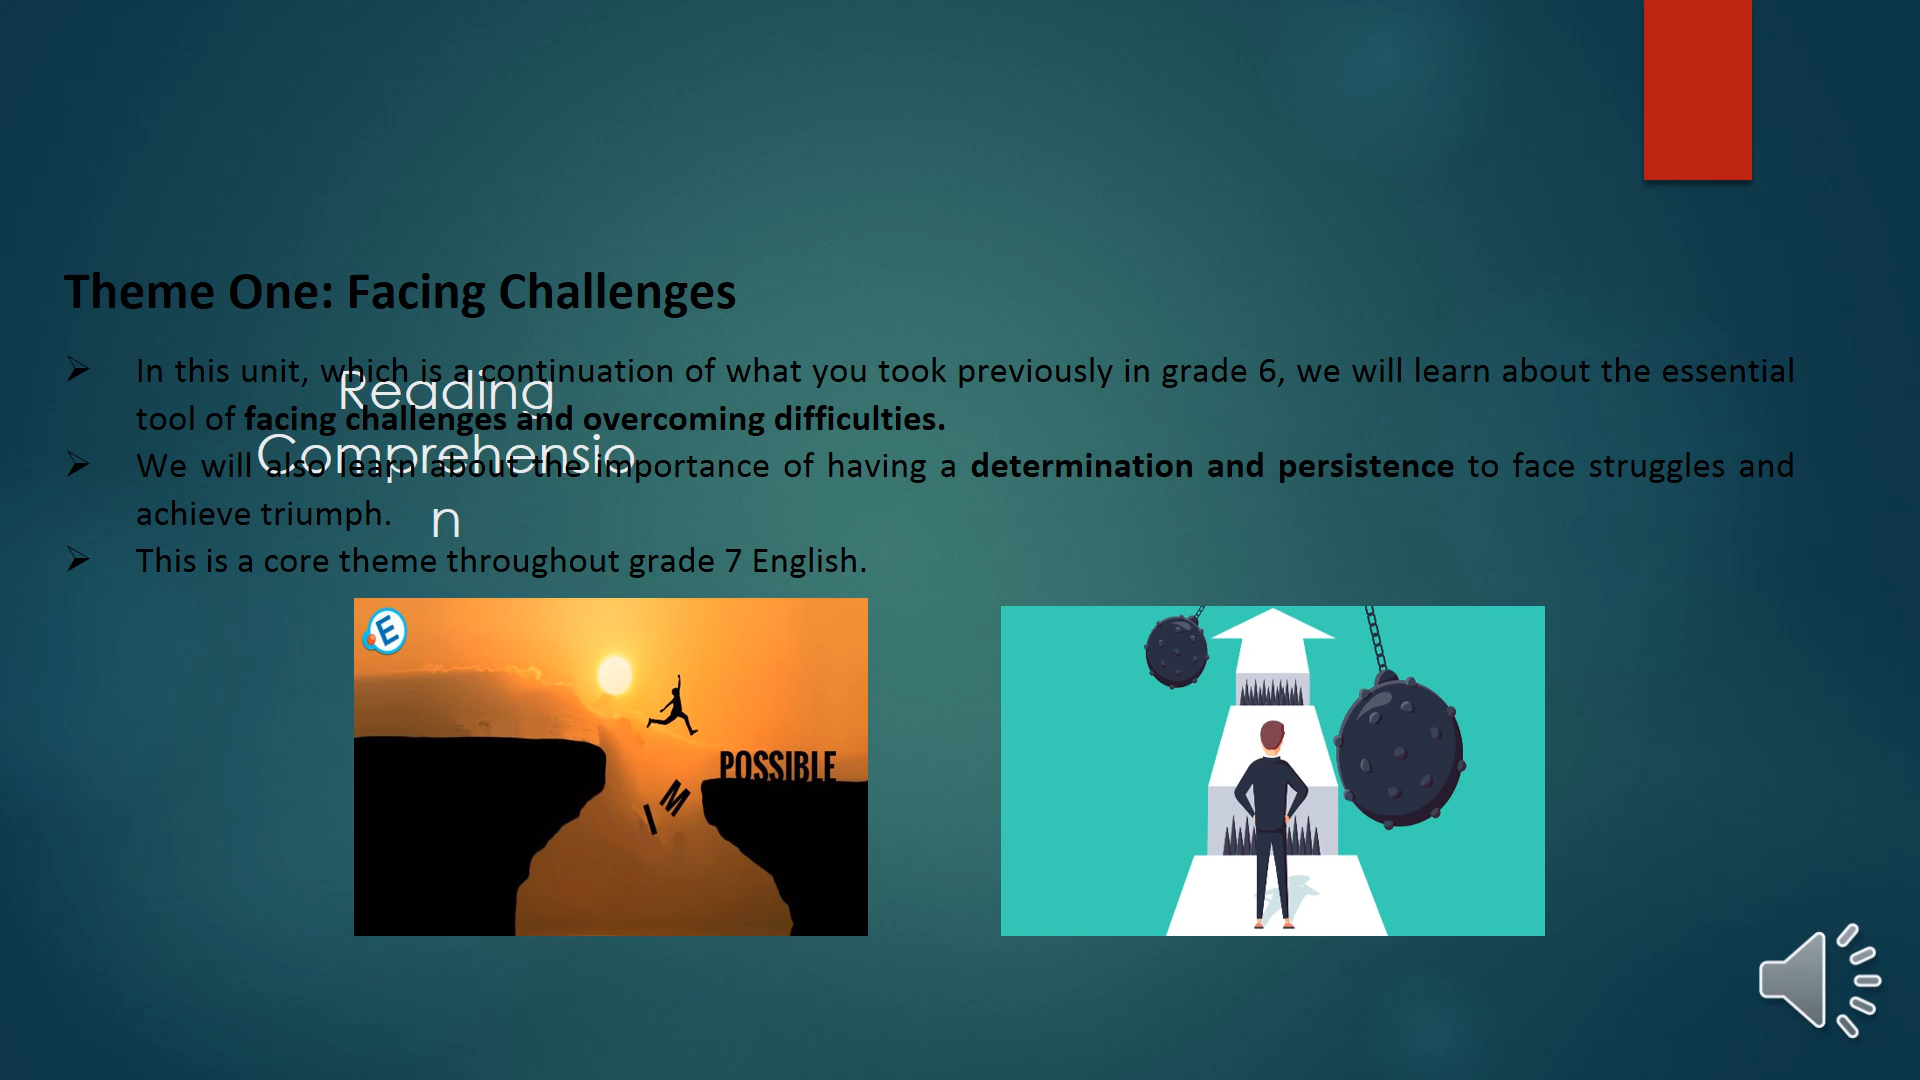 Theme One: Facing Challenges
➢ In this unit, which is a continuation of what you took previously in grade 6, we will learn about the essential
tool of facing challenges and overcoming difficulties.
➢ We will also learn about the importance of having a determination and persistence to face struggles and
achieve triumph.
➢ This is a core theme throughout grade 7 English.
Reading
Comprehensio
n
E
POSSIBLE
I M